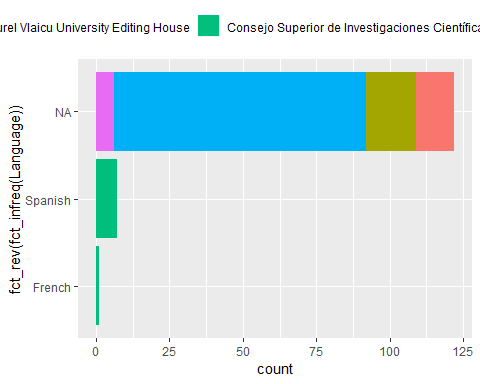 urel Vlaicu University Editing House
Consejo Superior de Investigaciones Científica
fct_rev(fct_infreq(Language))
NA
Spanish
French
0 25 50 75 100 125
count